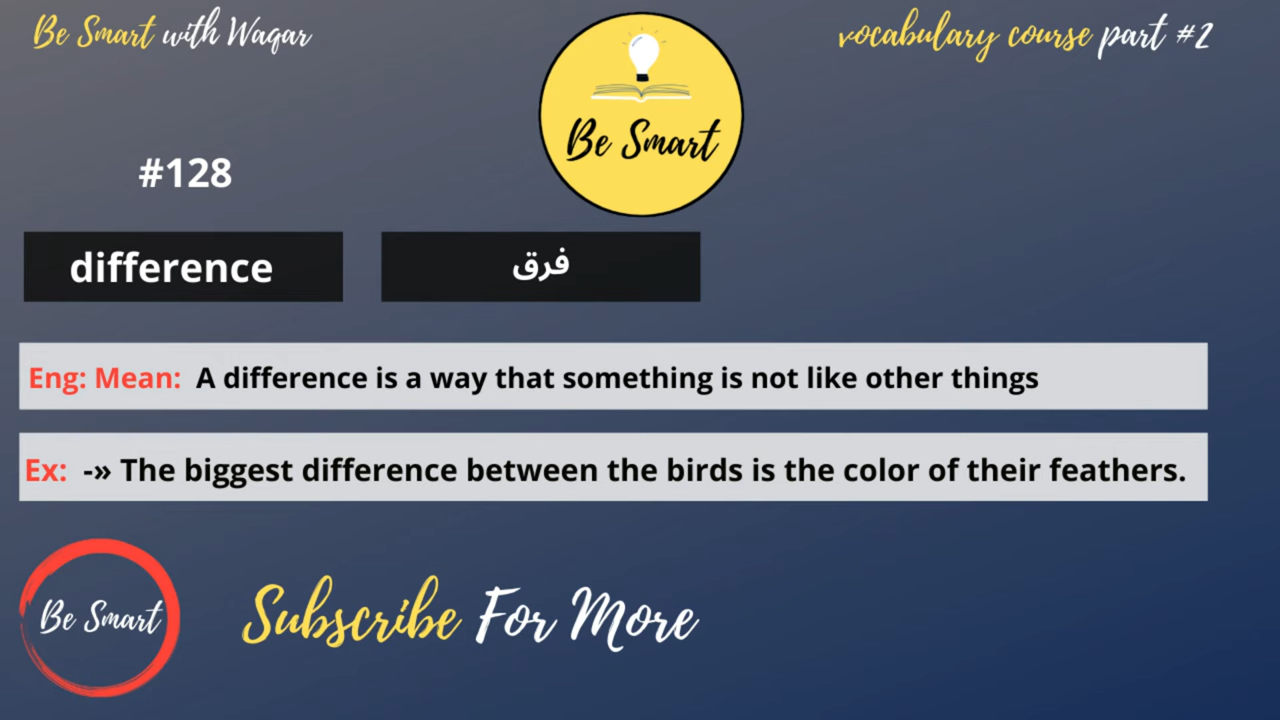 Be Smart with Waqar
vocabulary course part #2
Be Smart
#128
difference
فرق
Eng: Mean: A difference is a way that something is not like other things
Ex: -» The biggest difference between the birds is the color of their feathers.
Be Smart
Subscribe For More